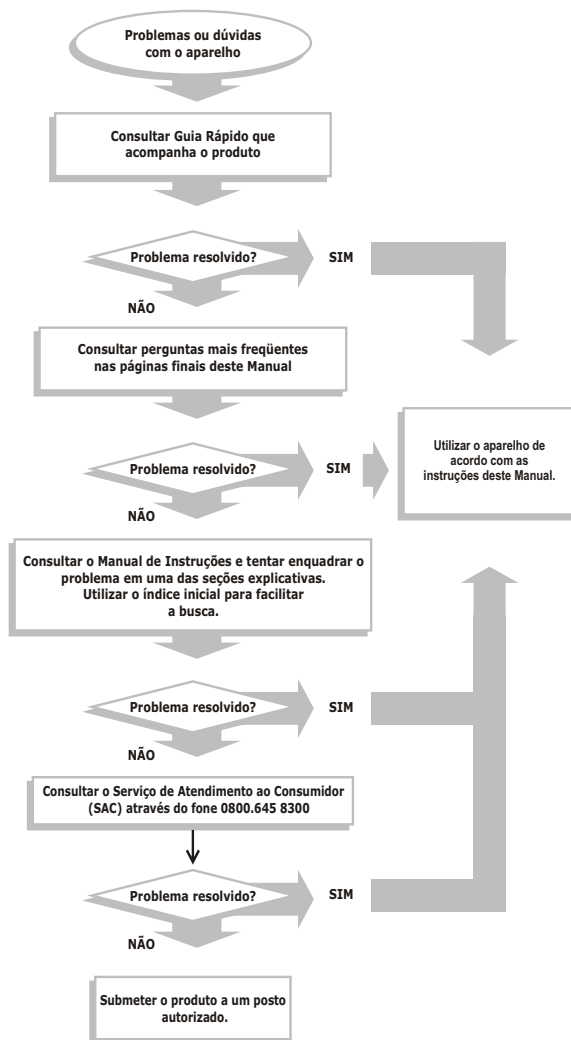 Problemas ou dúvidas
com o aparelho
Consultar Guia Rápido que
acompanha o produto
Problema resolvido?
SIM
NÃO
Consultar perguntas mais freqüentes
nas páginas finais deste Manual
Problema resolvido?
SIM
Utilizar o aparelho de
acordo com as
instruções deste Manual.
NÃO
Consultar o Manual de Instruções e tentar enquadrar o
problema em uma das seções explicativas.
Utilizar o índice inicial para facilitar
a busca.
Problema resolvido?
SIM
NÃO
Consultar o Serviço de Atendimento ao Consumidor
(SAC) através do fone 0800.645 8300
Problema resolvido?
SIM
NÃO
Submeter o produto a um posto
autorizado.